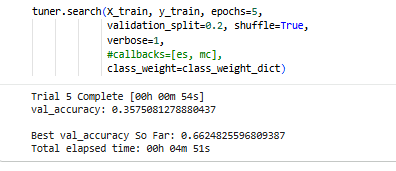 tuner.search(X_train, y_train, epochs=5,
validation_split=0.2, shuffle=True,
verbose=1,
#callbacks=[es, mc],
class_weight=class_weight_dict)
Trial 5 Complete [00h 00m 54s]
val_accuracy: 0.3575081278880437
Best val_accuracy So Far: 0.6624825596809387
Total elapsed time: 00h 04m 51s